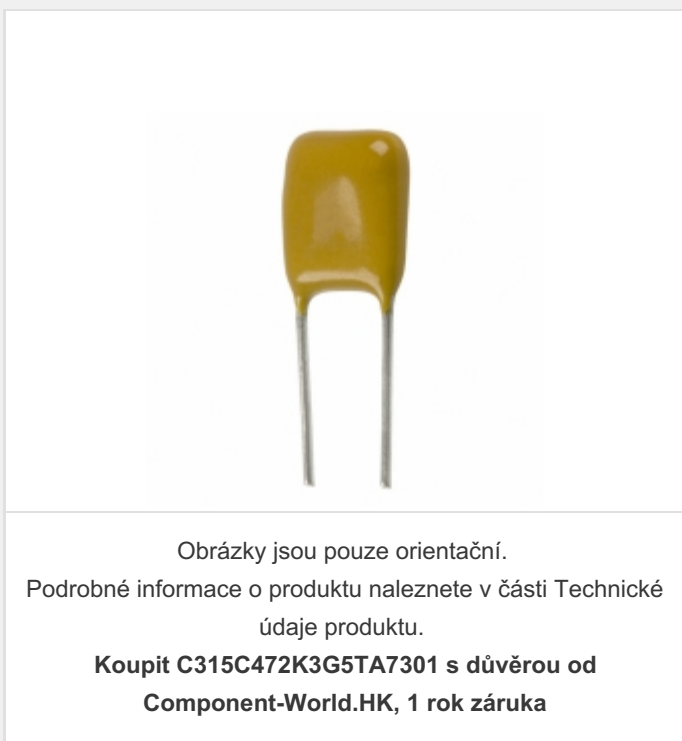 Obrázky jsou pouze orientační.
Podrobné informace o produktu naleznete v části Technické
údaje produktu.
Koupit C315C472K3G5TA7301 s důvěrou od
Component-World.HK, 1 rok záruka